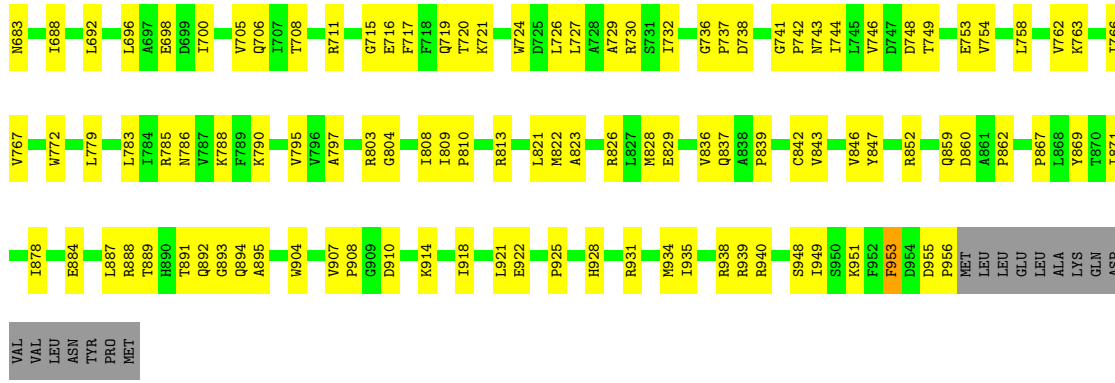 N683 I688 L692 L696 A697 E698 D699 I700 V705 Q706 I707 T708 R711 G715 E716 F717 F718 Q719 T720 K721 W724 D725 L726 L727 A728 A729 R730 S731 I732 G736 P737 D738 G741 P742 N743 I744 L745 V746 D747 D748 T749 E753 V754 L758 V762 K763
V767 W772 L779 L783 I784 R785 N786 V787 K788 F789 K790 V795 V796 A797 R803 G804 I808 I809 P810 R813 L821 M822 A823 R826 L827 M828 E829 V836 Q837 A838 P839 C842 V843 V846 Y847 R852 Q859 D860 A861 P862 P867 L868 Y869 T870
I878 E884 L887 R888 T889 H890 T891 Q892 G893 Q894 A895 W904 V907 P908 G909 D910 K914 I918 L921 E922 P925 H928 R931 M934 I935 R938 R939 R940 S948 I949 S950 K951 F952 F953 D954 D955 P956 MET LEU LEU GLU LEU ALA LYS GLN ASP
VAL VAL LEU ASN TYR PRO MET